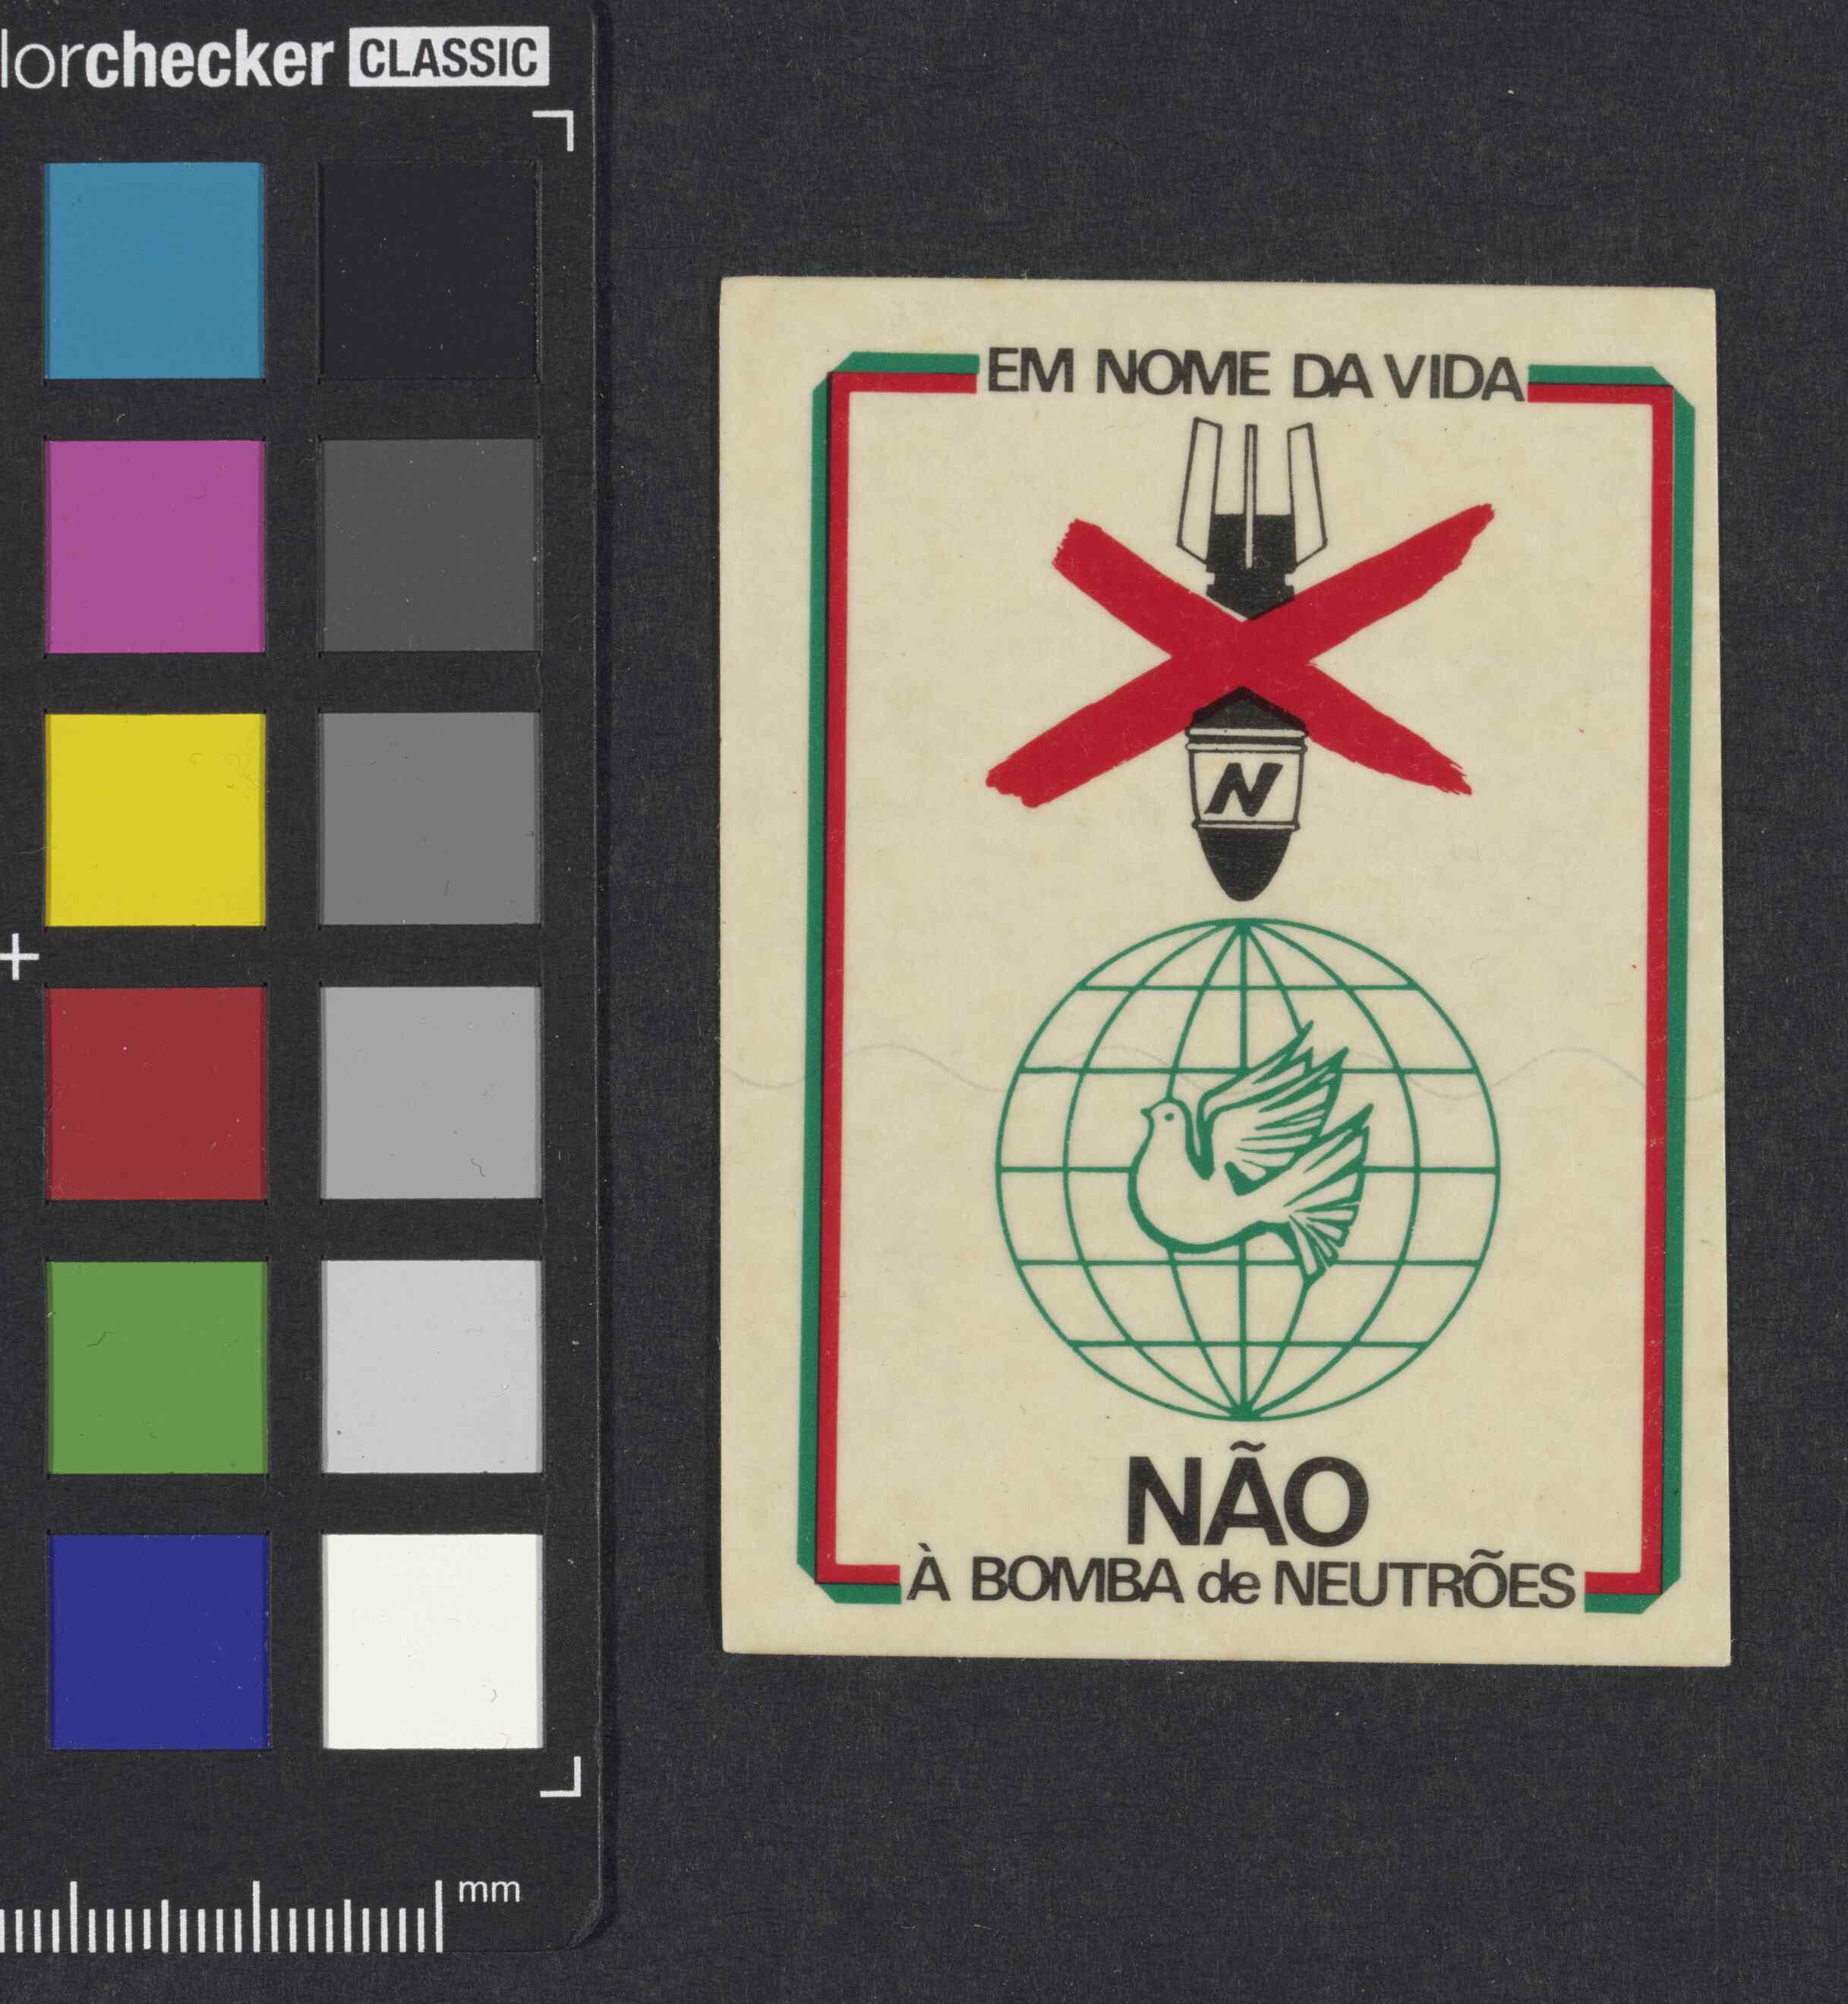 lorchecker CLASSIC
EM NOME DA VIDA
N
NÃO
À BOMBA de NEUTRÕES
mm